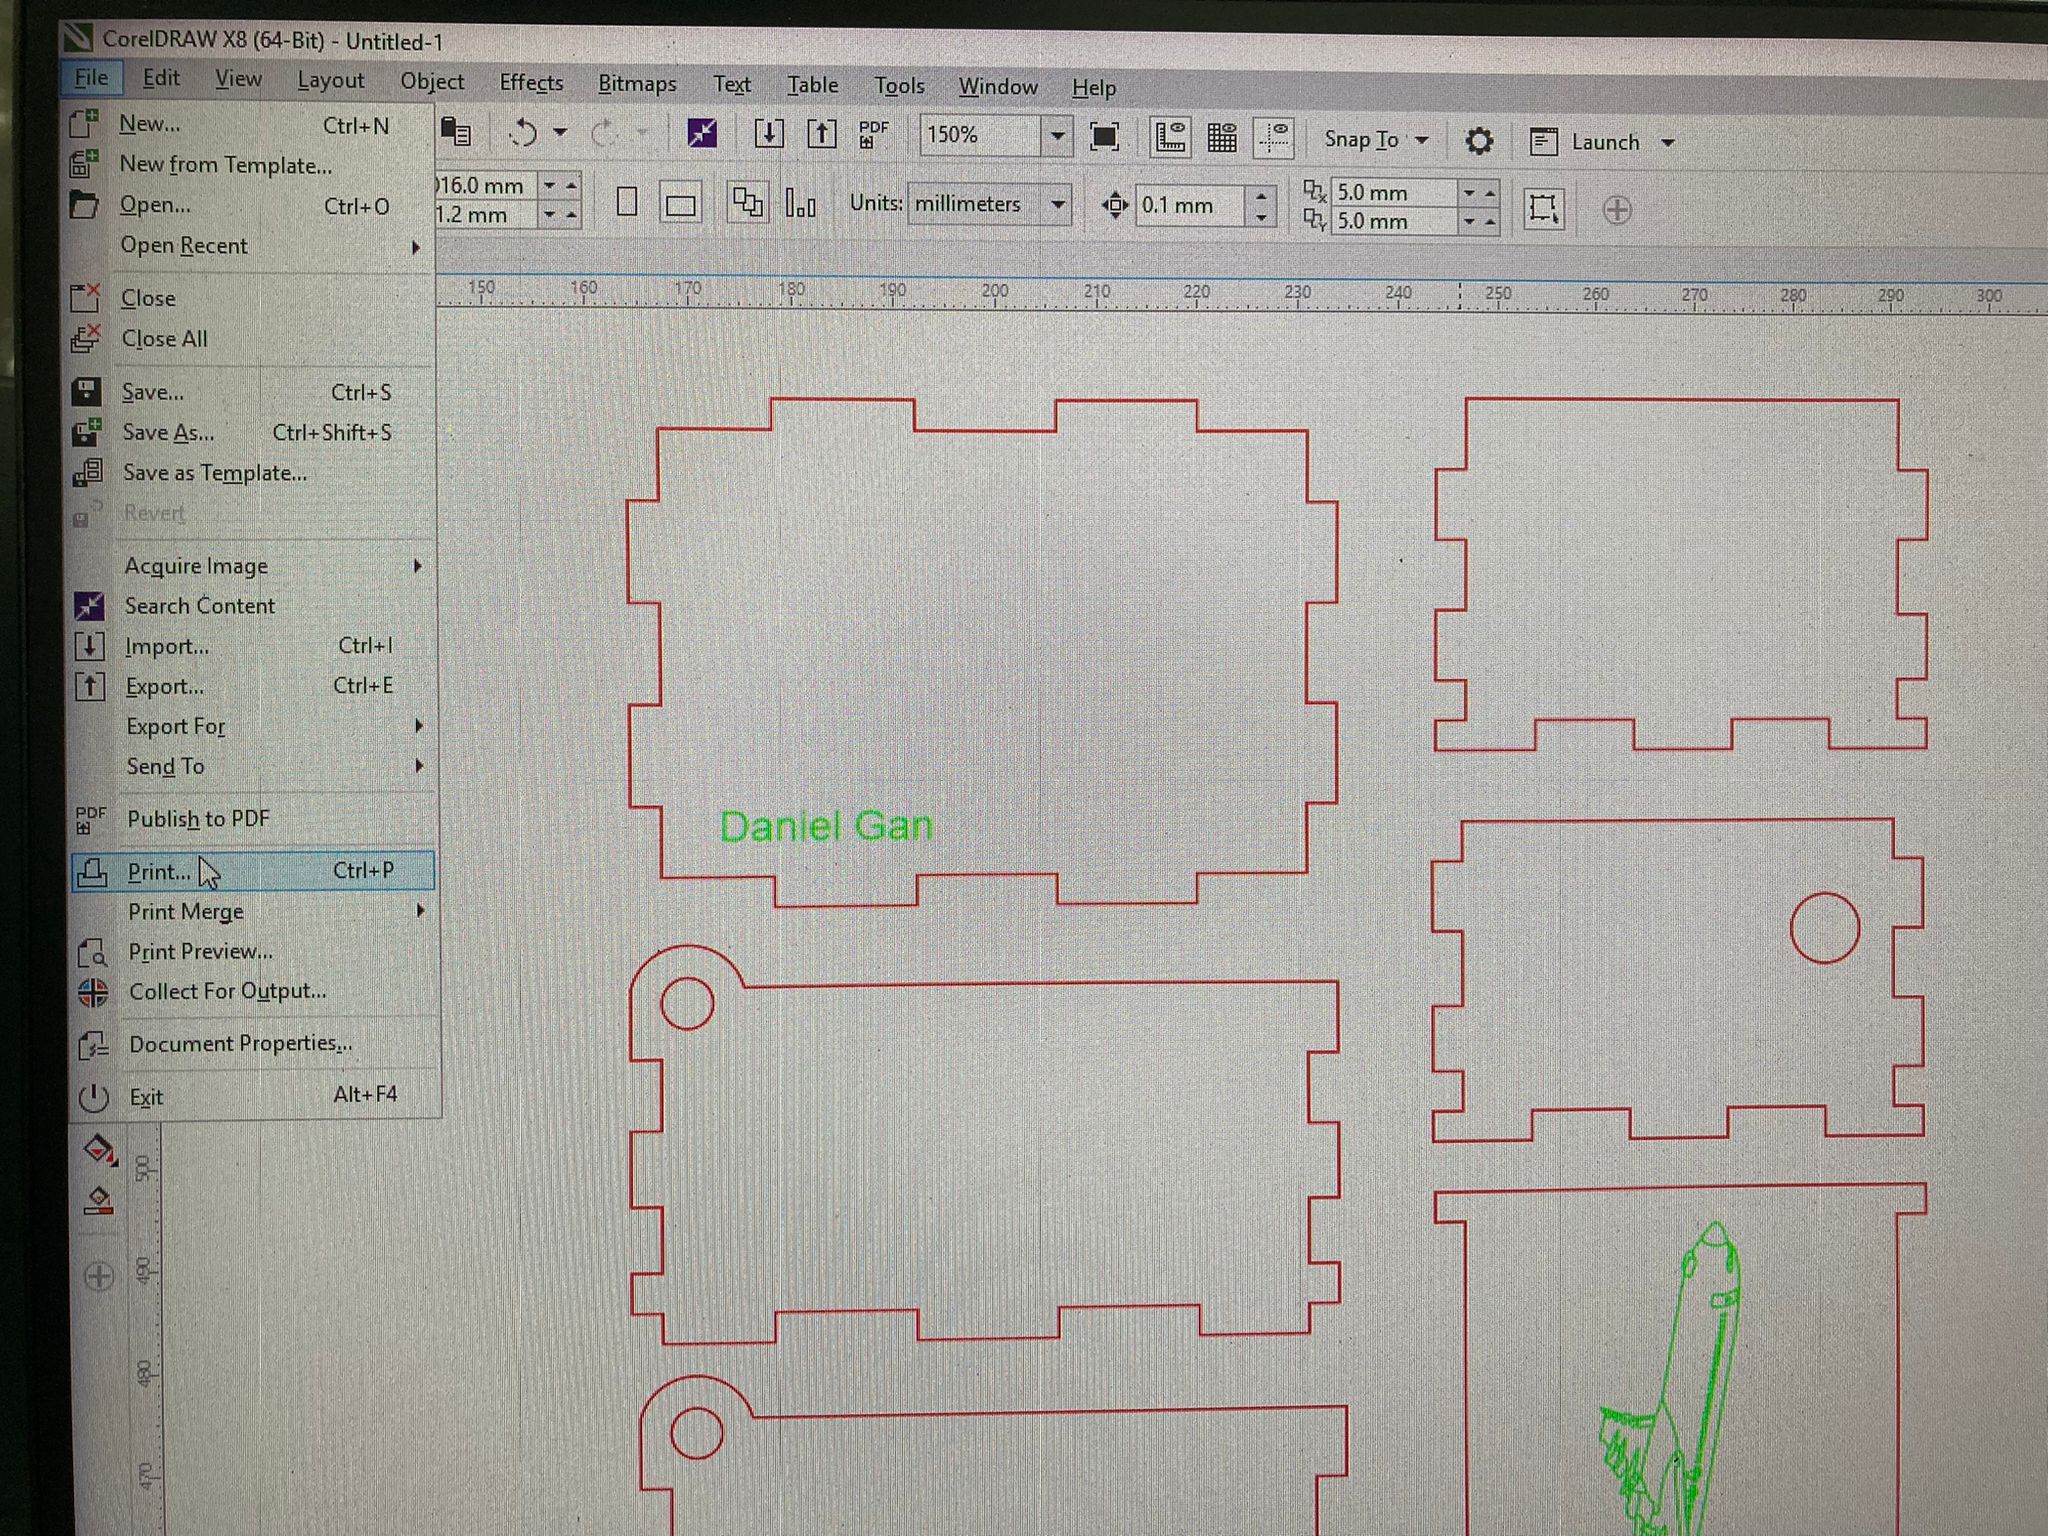 CorelDRAW X8 (64-Bit) - Untitled-1
File Edit View Layout Object Effects Bitmaps Text Table Tools Window Help
New... Ctrl+N
New from Template...
Open... Ctrl+O
Open Recent
Close
Close All
Save... Ctrl+S
Save As... Ctrl+Shift+S
Save as Template...
Revert
Acquire Image
Search Content
Import... Ctrl+I
Export... Ctrl+E
Export For
Send To
PDF Publish to PDF
Print... Ctrl+P
Print Merge
Print Preview...
Collect For Output...
Document Properties...
Exit Alt+F4
PDF 150% Snap To Launch
16.0 mm
1.2 mm
Units: millimeters 0.1 mm
5.0 mm
5.0 mm
150 160 170 180 190 200 210 220 230 240 250 260 270 280 290 300
Daniel Gan
500
490
480
470